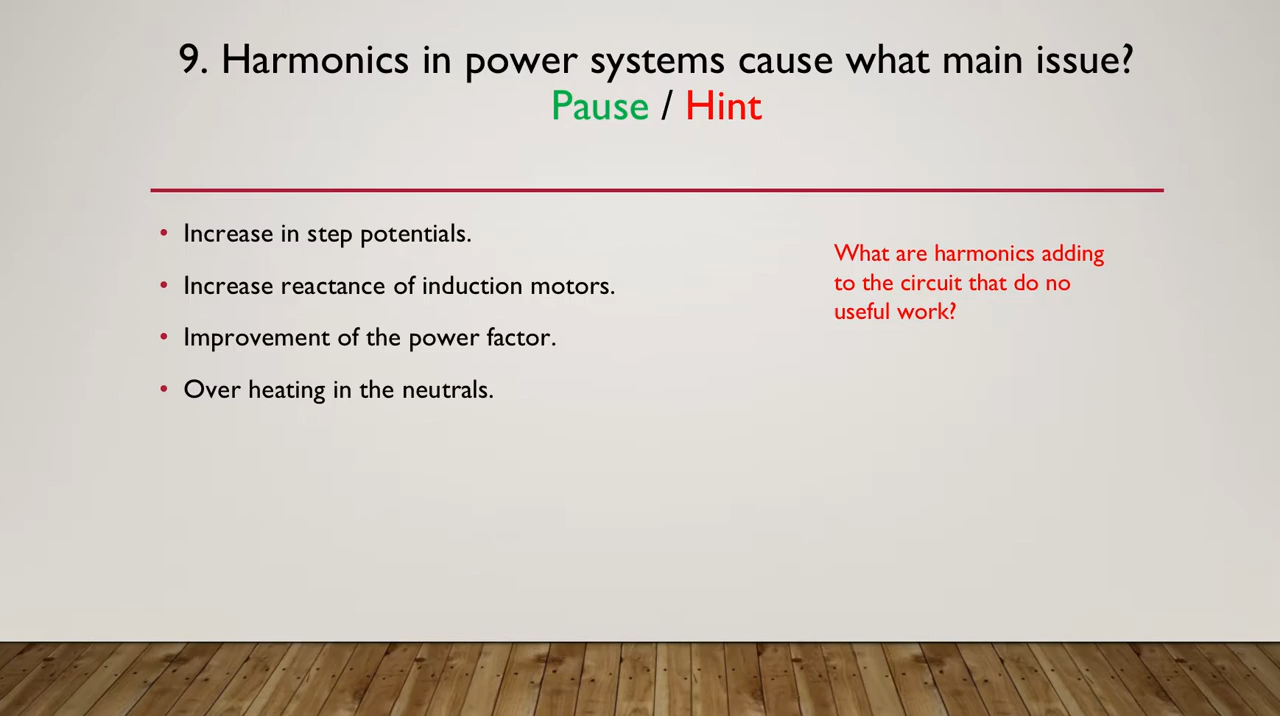 9. Harmonics in power systems cause what main issue?
Pause / Hint
• Increase in step potentials.
• Increase reactance of induction motors.
• Improvement of the power factor.
• Over heating in the neutrals.
What are harmonics adding
to the circuit that do no
useful work?